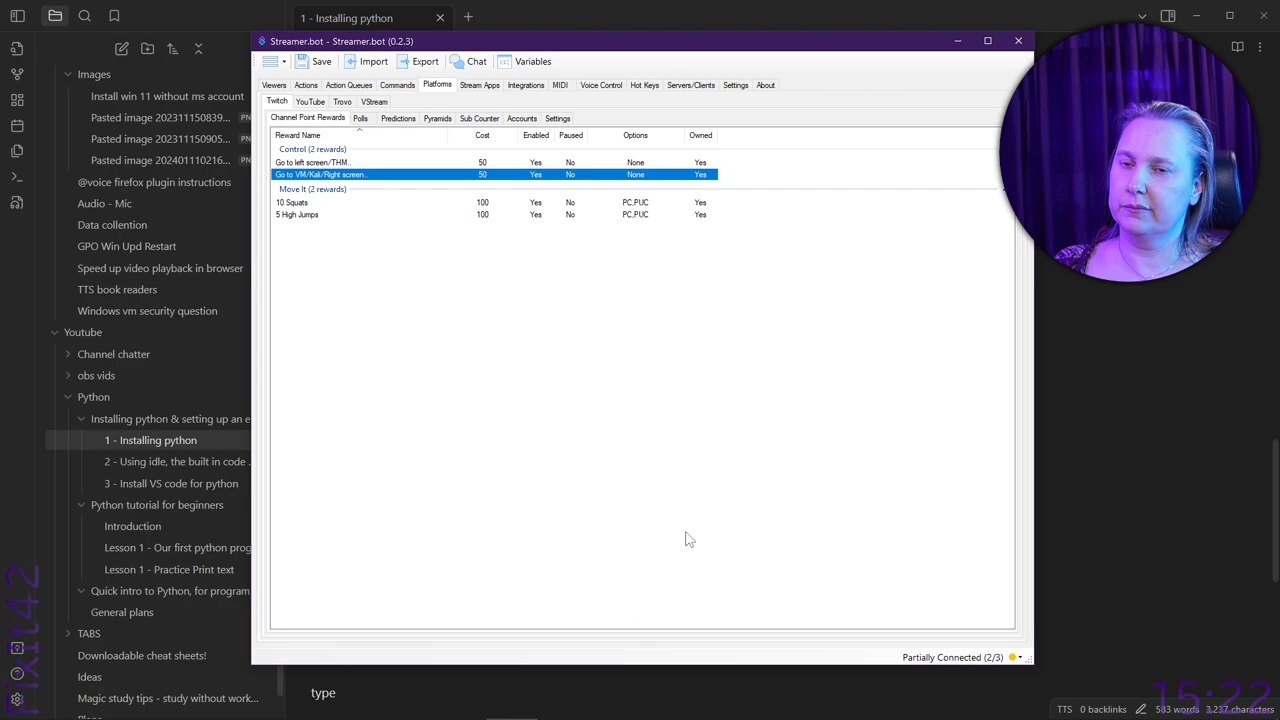 1 - Installing python
Images
Install win 11 without ms account
Pasted image 202311150839...
Pasted image 202311150905...
Pasted image 202401110216...
@voice firefox plugin instructions
Audio - Mic
Data collection
GPO Win Upd Restart
Speed up video playback in browser
TTS book readers
Windows vm security question
Youtube
Channel chatter
obs vids
Python
Installing python & setting up an e
1 - Installing python
2 - Using idle, the built in code ..
3 - Install VS code for python
Python tutorial for beginners
Introduction
Lesson 1 - Our first python prog
Lesson 1 - Practice Print text
Quick intro to Python, for program
General plans
TABS
Downloadable cheat sheets!
Ideas
Magic study tips - study without work...
Fixit42
Streamer.bot - Streamer.bot (0.2.3)
Save Import Export Chat Variables
Viewers Actions Action Queues Commands Platforms Stream Apps Integrations MIDI Voice Control Hot Keys Servers/Clients Settings About
Twitch YouTube Trovo VStream
Channel Point Rewards Polls Predictions Pyramids Sub Counter Accounts Settings
Reward Name Cost Enabled Paused Options Owned
Control (2 rewards)
Go to left screen/THM.. 50 Yes No None Yes
Go to VM/Kali/Right screen.. 50 Yes No None Yes
Move It (2 rewards)
10 Squats 100 Yes No PC,PUC Yes
5 High Jumps 100 Yes No PC,PUC Yes
Partially Connected (2/3)
type
15:22
TTS 0 backlinks 583 words 3,237 characters